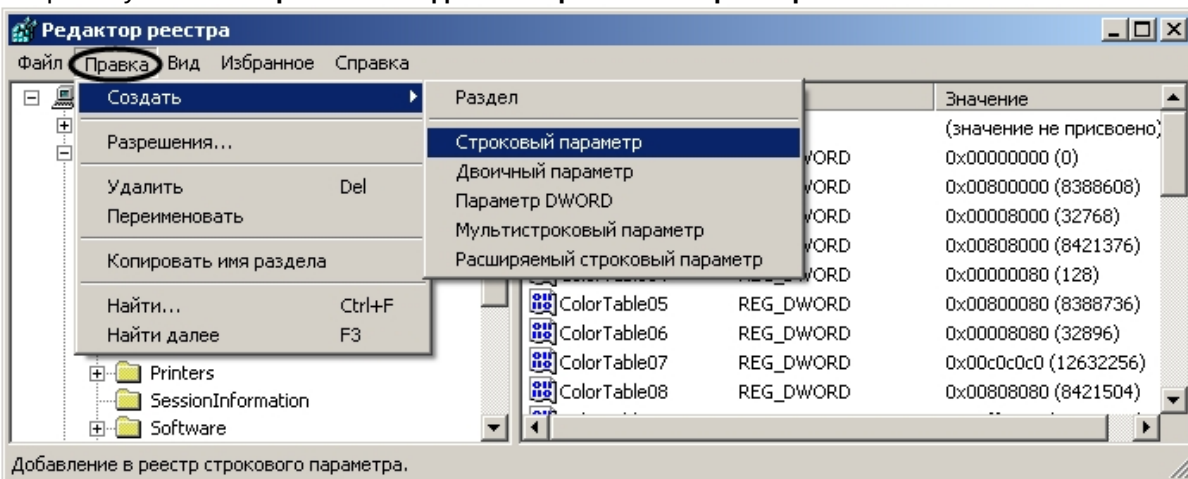 Редактор реестра
Файл Правка Вид Избранное Справка
Создать
Разрешения...
Удалить Del
Переименовать
Копировать имя раздела
Найти... Ctrl+F
Найти далее F3
Раздел
Строковый параметр
Двоичный параметр
Параметр DWORD
Мультистроковый параметр
Расширяемый строковый параметр
Значение
(значение не присвоено)
0x00000000 (0)
0x00800000 (8388608)
0x00008000 (32768)
0x00808000 (8421376)
0x00000080 (128)
ColorTable05 REG_DWORD 0x00800080 (8388736)
ColorTable06 REG_DWORD 0x00008080 (32896)
ColorTable07 REG_DWORD 0x00c0c0c0 (12632256)
ColorTable08 REG_DWORD 0x00808080 (8421504)
Printers
SessionInformation
Software
Добавление в реестр строкового параметра.